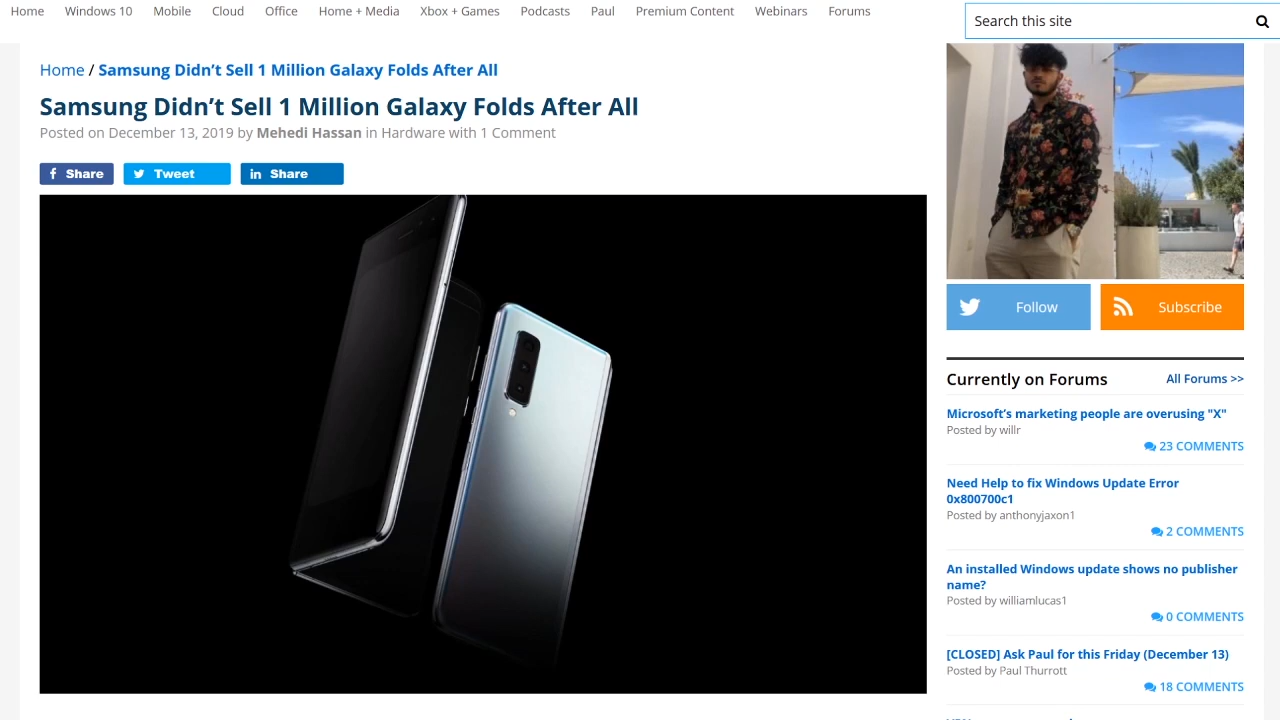 Home Windows 10 Mobile Cloud Office Home + Media Xbox + Games Podcasts Paul Premium Content Webinars Forums
Search this site
Home / Samsung Didn’t Sell 1 Million Galaxy Folds After All
Samsung Didn’t Sell 1 Million Galaxy Folds After All
Posted on December 13, 2019 by Mehedi Hassan in Hardware with 1 Comment
Share Tweet Share
Follow Subscribe
Currently on Forums All Forums >>
Microsoft’s marketing people are overusing "X"
Posted by willr
23 COMMENTS
Need Help to fix Windows Update Error
0x800700c1
Posted by anthonyjaxon1
2 COMMENTS
An installed Windows update shows no publisher
name?
Posted by williamlucas1
0 COMMENTS
[CLOSED] Ask Paul for this Friday (December 13)
Posted by Paul Thurrott
18 COMMENTS